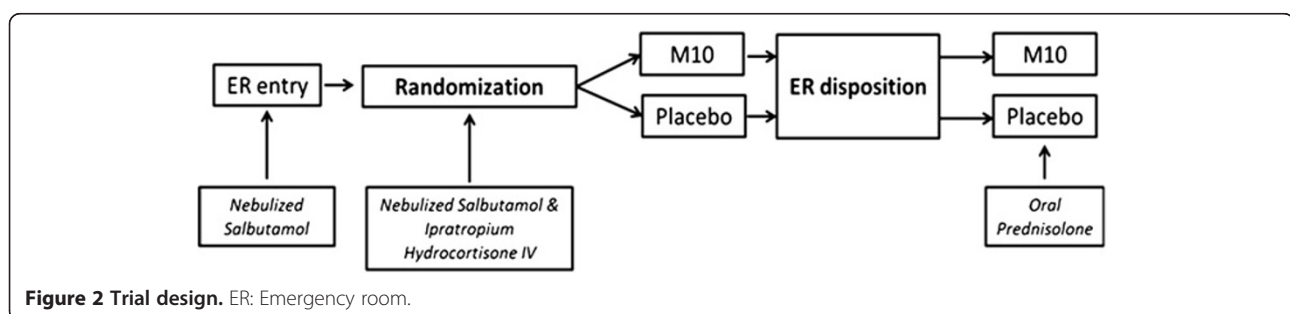 ER entry
Randomization
M10
Placebo
ER disposition
M10
Placebo
Nebulized
Salbutamol
Nebulized Salbutamol &
Ipratropium
Hydrocortisone IV
Oral
Prednisolone
Figure 2 Trial design. ER: Emergency room.